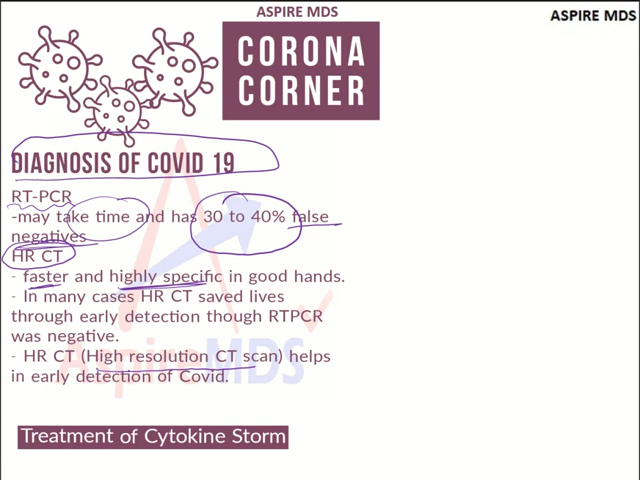 ASPIRE MDS
ASPIRE MDS
CORONA
CORNER
DIAGNOSIS OF COVID 19
RT-PCR
-may take time and has 30 to 40% false
negatives
HR CT
- faster and highly specific in good hands.
- In many cases HR CT saved lives
through early detection though RTPCR
was negative.
- HR CT (High resolution CT scan) helps
in early detection of Covid.
AspireMDS
Treatment of Cytokine Storm